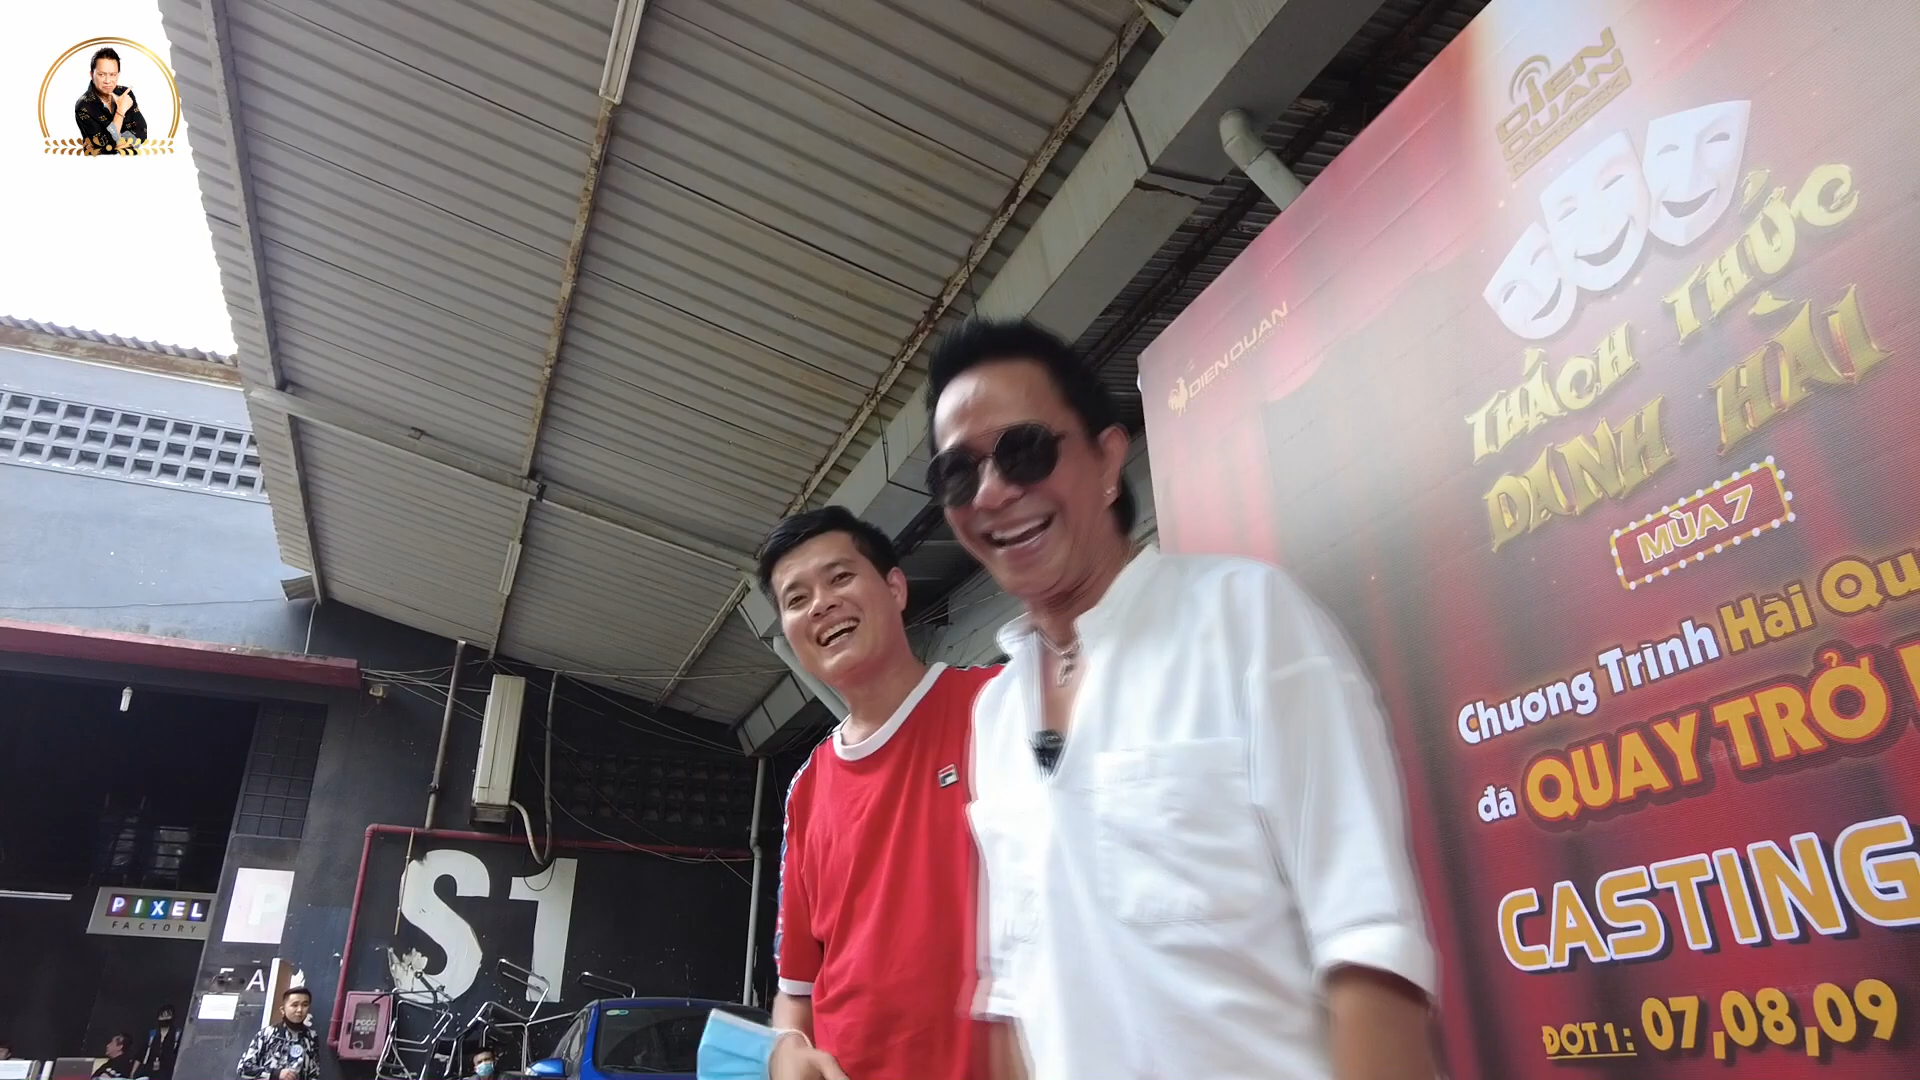 DIEN
QUAN
NETWORK
DIENQUAN
THÁCH THỨC
DANH HÀI
MÙA 7
Chương Trình Hài
đã QUAY TRỞ
CASTING
ĐỢT 1: 07,08,09
S1
PIXEL
FACTORY
P
PCCC